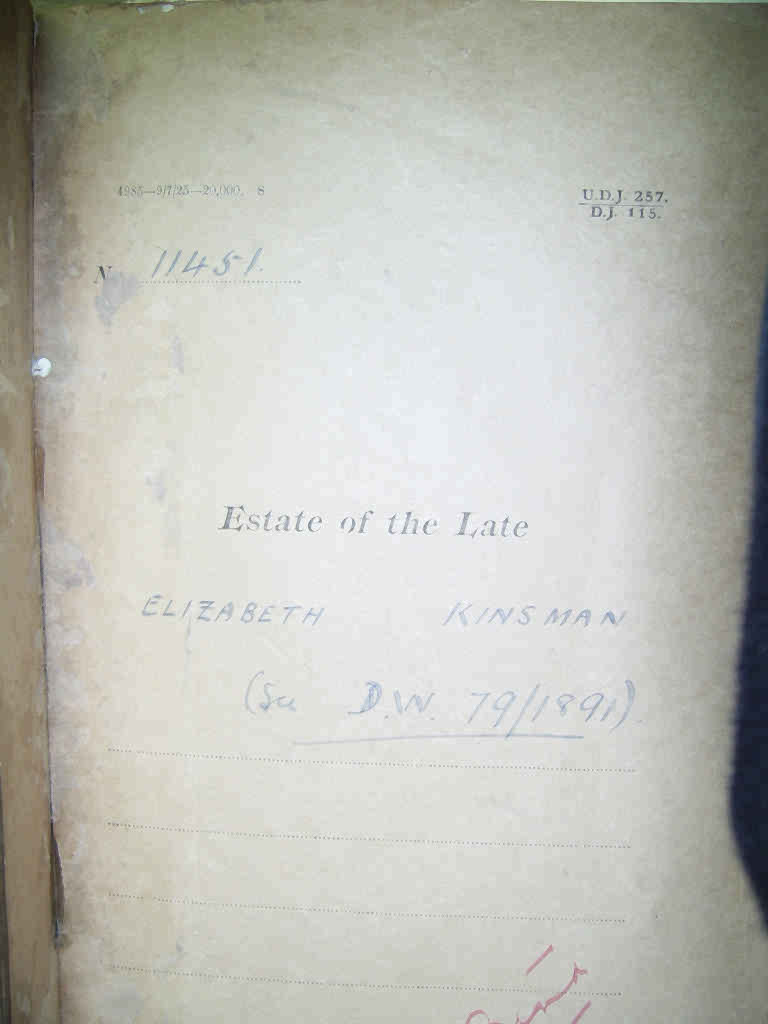 4985—9/7/25—20,000. S
U.D.J. 257.
D.J. 115.
N 11451.
Estate of the Late
ELIZABETH KINSMAN
(See D.W. 79/1891).